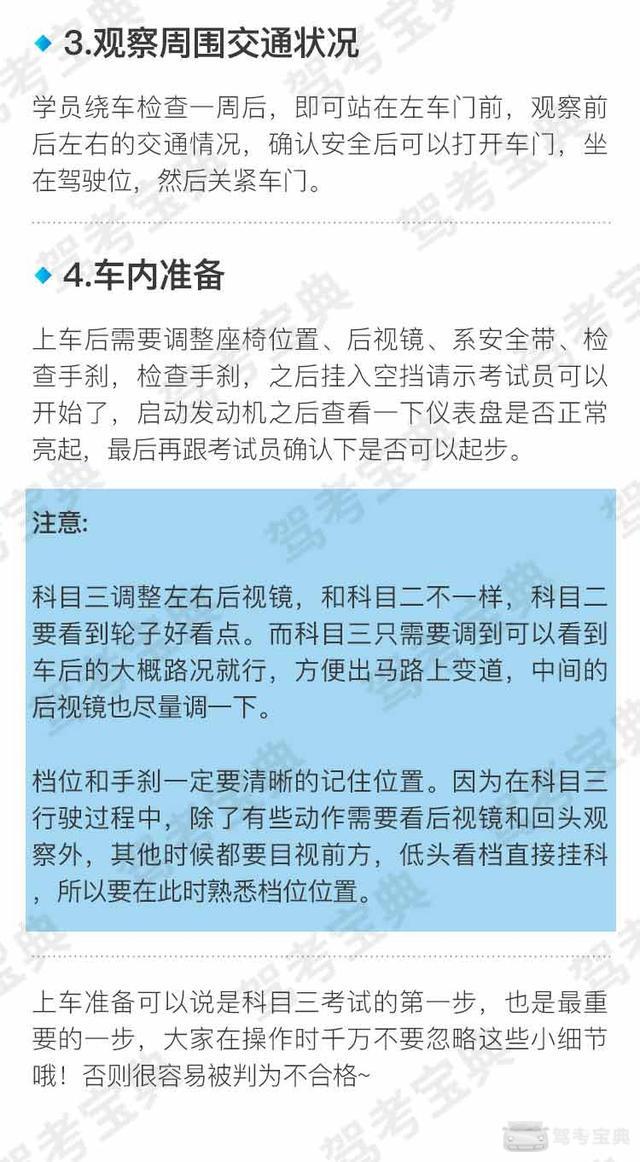 3.观察周围交通状况
学员绕车检查一周后，即可站在左车门前，观察前
后左右的交通情况，确认安全后可以打开车门，坐
在驾驶位，然后关紧车门。
4.车内准备
上车后需要调整座椅位置、后视镜、系安全带、检
查手刹，检查手刹，之后挂入空挡请示考试员可以
开始了，启动发动机之后查看一下仪表盘是否正常
亮起，最后再跟考试员确认下是否可以起步。
注意:
科目三调整左右后视镜，和科目二不一样，科目二
要看到轮子好看点。而科目三只需要调到可以看到
车后的大概路况就行，方便出马路上变道，中间的
后视镜也尽量调一下。
档位和手刹一定要清晰的记住位置。因为在科目三
行驶过程中，除了有些动作需要看后视镜和回头观
察外，其他时候都要目视前方，低头看档直接挂科
，所以要在此时熟悉档位位置。
上车准备可以说是科目三考试的第一步，也是最重
要的一步，大家在操作时千万不要忽略这些小细节
哦！否则很容易被判为不合格~
驾考宝典